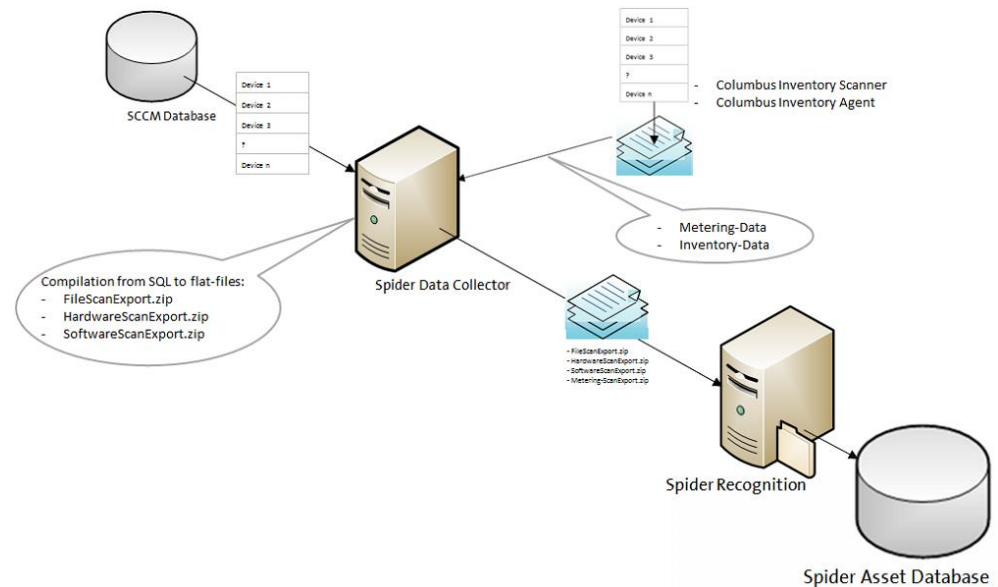 Device 1
Device 2
Device 3
?
Device n
SCCM Database
Device 1
Device 2
Device 3
?
Device n
- Columbus Inventory Scanner
- Columbus Inventory Agent
- Metering-Data
- Inventory-Data
Spider Data Collector
Compilation from SQL to flat-files:
- FileScanExport.zip
- HardwareScanExport.zip
- SoftwareScanExport.zip
- FileScanExport.zip
- HardwareScanExport.zip
- SoftwareScanExport.zip
- Metering-ScanExport.zip
Spider Recognition
Spider Asset Database